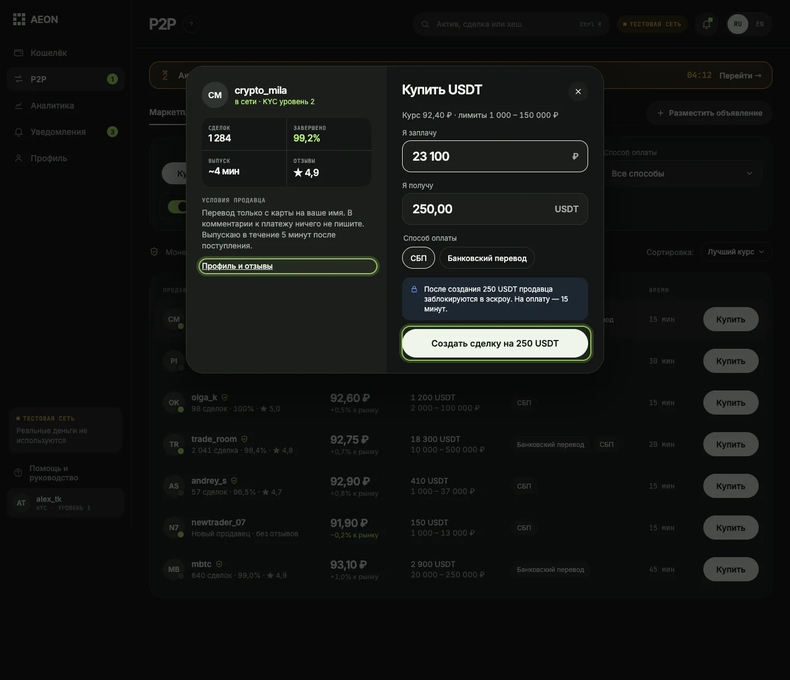 AEON
P2P
Актив, сделка или веш
Ctrl K
ТЕСТОВАЯ СЕТЬ
RU
EN
Кошелёк
P2P
1
Аналитика
Уведомления
3
Профиль
04:12
Перейти →
Маркетпл
+ Разместить объявление
CM
crypto_mila
в сети · KYC уровень 2
СДЕЛОК
1 284
ЗАВЕРШЕНО
99,2%
ВЫПУСК
~4 мин
ОТЗЫВЫ
★ 4,9
УСЛОВИЯ ПРОДАВЦА
Перевод только с карты на ваше имя. В
комментарии к платежу ничего не пишите.
Выпускаю в течение 5 минут после
поступления.
Профиль и отзывы
Купить USDT
Курс 92,40 ₽ · лимиты 1 000 – 150 000 ₽
Я заплачу
23 100 ₽
Я получу
250,00 USDT
Способ оплаты
СБП
Банковский перевод
После создания 250 USDT продавца
заблокируются в эскроу. На оплату — 15
минут.
Создать сделку на 250 USDT
Способ оплаты
Все способы
Сортировка:
Лучший курс
ВРЕМЯ
CM
15 мин
Купить
PI
30 мин
Купить
OK
olga_k
98 сделок · 100% · ★ 5,0
92,60 ₽
+0,5% к рынку
1 200 USDT
2 000 – 100 000 ₽
СБП
15 мин
Купить
TR
trade_room
2 041 сделка · 98,4% · ★ 4,8
92,75 ₽
+0,7% к рынку
18 300 USDT
10 000 – 500 000 ₽
Банковский перевод
СБП
20 мин
Купить
AS
andrey_s
57 сделок · 96,5% · ★ 4,7
92,90 ₽
+0,8% к рынку
410 USDT
1 000 – 37 000 ₽
СБП
15 мин
Купить
N7
newtrader_07
Новый продавец · без отзывов
91,90 ₽
−0,2% к рынку
150 USDT
1 000 – 13 000 ₽
СБП
15 мин
Купить
MB
mbtc
640 сделок · 99,0% · ★ 4,9
93,10 ₽
+1,0% к рынку
2 900 USDT
20 000 – 250 000 ₽
Банковский перевод
45 мин
Купить
ТЕСТОВАЯ СЕТЬ
Реальные деньги не
используются
Помощь и
руководство
AT
alex_tk
KYC · УРОВЕНЬ 1